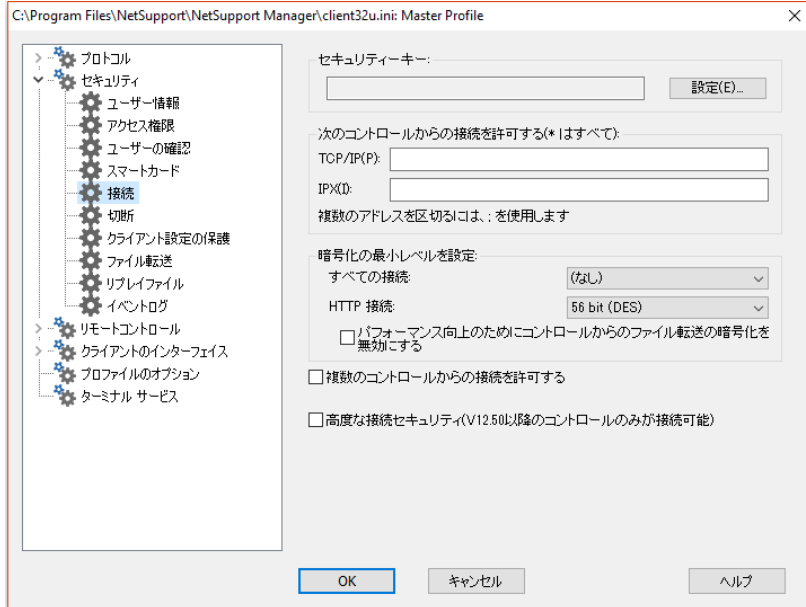 C:\Program Files\NetSupport\NetSupport Manager\client32u.ini: Master Profile
プロトコル
セキュリティ
ユーザー情報
アクセス権限
ユーザーの確認
スマートカード
接続
切断
クライアント設定の保護
ファイル転送
リプレイファイル
イベントログ
リモートコントロール
クライアントのインターフェイス
プロファイルのオプション
ターミナル サービス
セキュリティーキー:
設定(E)...
次のコントロールからの接続を許可する(* はすべて):
TCP/IP(P):
IPX(I):
複数のアドレスを区切るには、; を使用します
暗号化の最小レベルを設定:
すべての接続: (なし)
HTTP 接続: 56 bit (DES)
パフォーマンス向上のためにコントロールからのファイル転送の暗号化を
無効にする
複数のコントロールからの接続を許可する
高度な接続セキュリティ(V12.50以降のコントロールのみが接続可能)
OK
キャンセル
ヘルプ